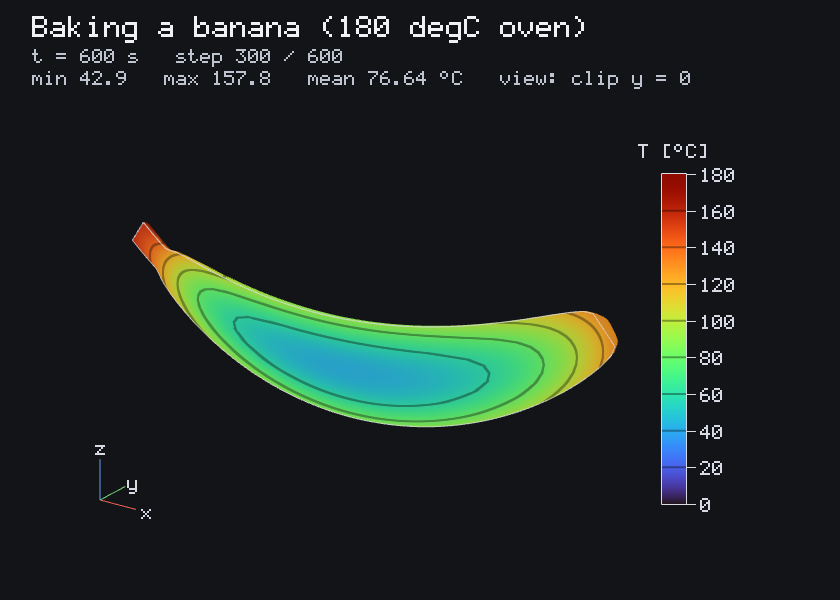 Baking a banana (180 degC oven)
t = 600 s   step 300 / 600
min 42.9   max 157.8   mean 76.64 °C   view: clip y = 0
T [°C]
180
160
140
120
100
80
60
40
20
0
z
y
x